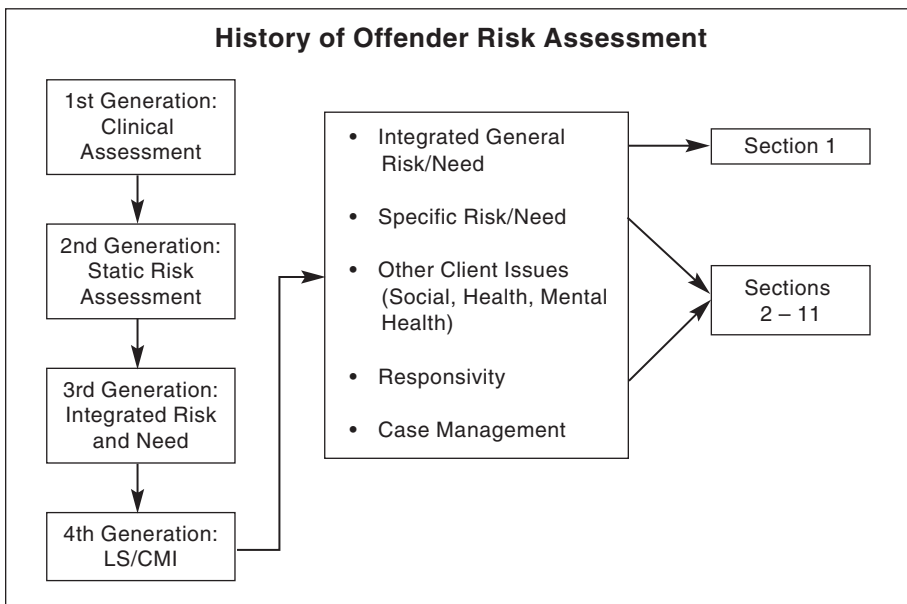 History of Offender Risk Assessment
1st Generation:
Clinical
Assessment
2nd Generation:
Static Risk
Assessment
3rd Generation:
Integrated Risk
and Need
4th Generation:
LS/CMI
• Integrated General
Risk/Need
• Specific Risk/Need
• Other Client Issues
(Social, Health, Mental
Health)
• Responsivity
• Case Management
Section 1
Sections
2 – 11